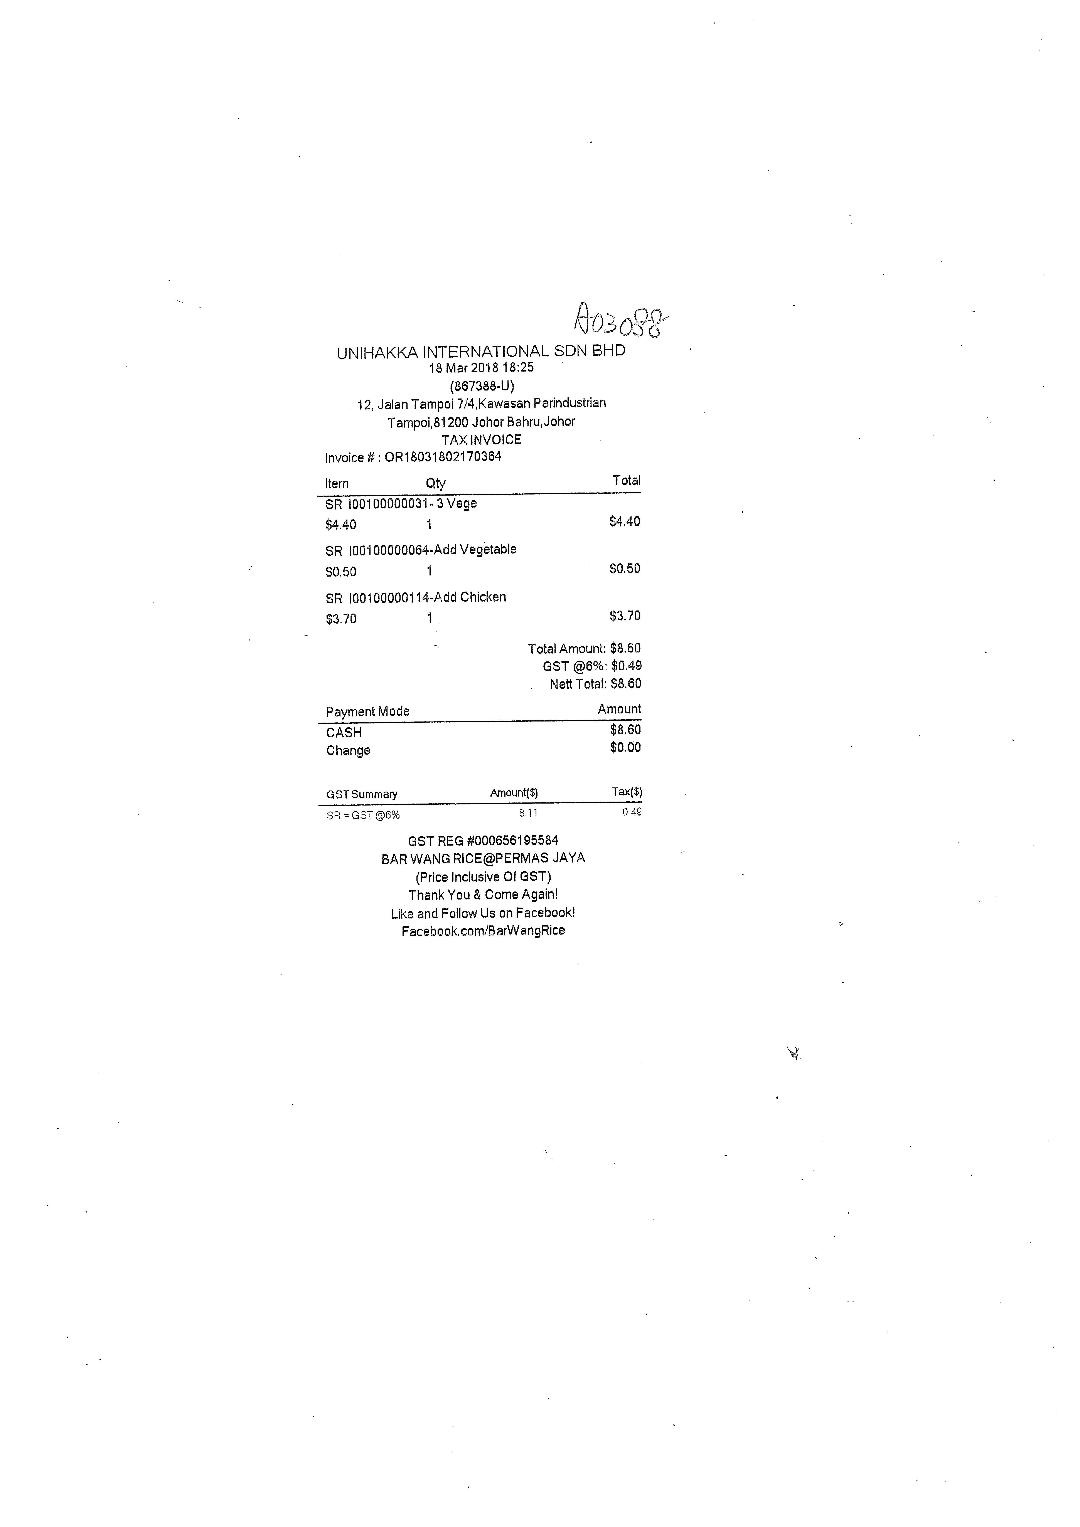 A03088
UNIHAKKA INTERNATIONAL SDN BHD
18 Mar 2018 18:25
(867388-U)
12, Jalan Tampoi 7/4,Kawasan Parindustrian
Tampoi,81200 Johor Bahru,Johor
TAX INVOICE
Invoice # : OR18031802170364
Item Qty Total
SR I00100000031- 3 Vege
$4.40 1 $4.40
SR I00100000064-Add Vegetable
$0.50 1 $0.50
SR I00100000114-Add Chicken
$3.70 1 $3.70
Total Amount: $8.60
GST @6%: $0.49
Nett Total: $8.60
Payment Mode Amount
CASH $8.60
Change $0.00
GST Summary Amount($) Tax($)
SR = GST @6% 8.11 0.49
GST REG #000656195584
BAR WANG RICE@PERMAS JAYA
(Price Inclusive Of GST)
Thank You & Come Again!
Like and Follow Us on Facebook!
Facebook.com/BarWangRice